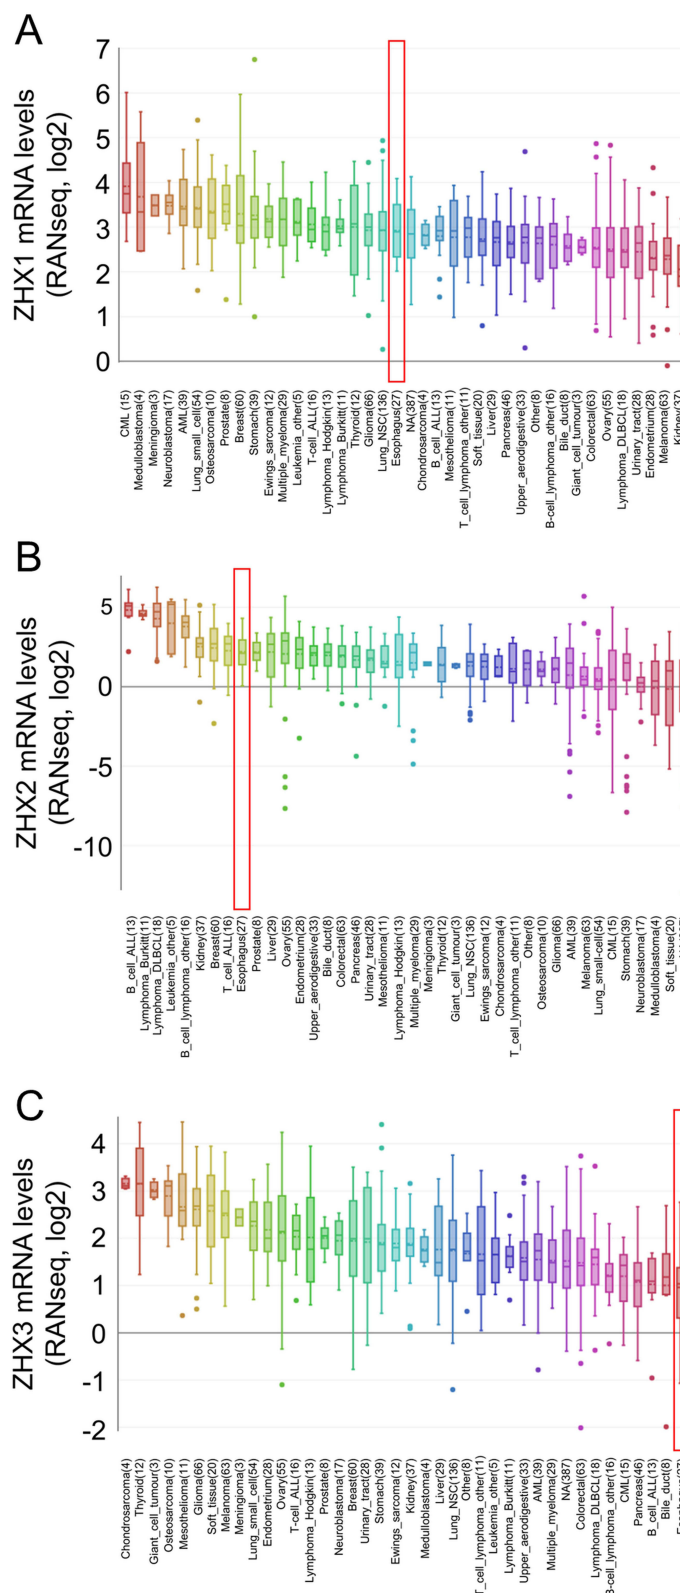 A
ZHX1 mRNA levels
(RANseq, log2)
7
6
5
4
3
2
1
0
CML (15)
Medulloblastoma(4)
Meningioma(3)
Neuroblastoma(17)
AML(39)
Lung_small_cell(54)
Osteosarcoma(10)
Prostate(8)
Breast(60)
Stomach(39)
Ewings_sarcoma(12)
Multiple_myeloma(29)
Leukemia_other(5)
T-cell_ALL(16)
Lymphoma_Hodgkin(13)
Lymphoma_Burkitt(11)
Thyroid(12)
Glioma(66)
Lung_NSC(136)
Esophagus(27)
NA(387)
Chondrosarcoma(4)
B_cell_ALL(13)
Mesothelioma(11)
T_cell_lymphoma_other(11)
Soft_tissue(20)
Liver(29)
Pancreas(46)
Upper_aerodigestive(33)
Other(8)
B-cell_lymphoma_other(16)
Bile_duct(8)
Giant_cell_tumour(3)
Colorectal(63)
Ovary(55)
Lymphoma_DLBCL(18)
Urinary_tract(28)
Endometrium(28)
Melanoma(63)
Kidney(37)
B
ZHX2 mRNA levels
(RANseq, log2)
5
0
-5
-10
B_cell_ALL(13)
Lymphoma_Burkitt(11)
Lymphoma_DLBCL(18)
Leukemia_other(5)
B_cell_lymphoma_other(16)
Kidney(37)
Breast(60)
T_cell_ALL(16)
Esophagus(27)
Prostate(8)
Liver(29)
Ovary(55)
Endometrium(28)
Upper_aerodigestive(33)
Bile_duct(8)
Colorectal(63)
Pancreas(46)
Urinary_tract(28)
Mesothelioma(11)
Lymphoma_Hodgkin(13)
Multiple_myeloma(29)
Meningioma(3)
Thyroid(12)
Giant_cell_tumour(3)
Lung_NSC(136)
Ewings_sarcoma(12)
Chondrosarcoma(4)
T_cell_lymphoma_other(11)
Other(8)
Osteosarcoma(10)
Glioma(66)
AML(39)
Melanoma(63)
Lung_small-cell(54)
CML(15)
Stomach(39)
Neuroblastoma(17)
Medulloblastoma(4)
Soft_tissue(20)
C
ZHX3 mRNA levels
(RANseq, log2)
4
3
2
1
0
-1
-2
Chondrosarcoma(4)
Thyroid(12)
Giant_cell_tumour(3)
Osteosarcoma(10)
Mesothelioma(11)
Glioma(66)
Soft_tissue(20)
Melanoma(63)
Meningioma(3)
Lung_small_cell(54)
Endometrium(28)
Ovary(55)
T-cell_ALL(16)
Lymphoma_Hodgkin(13)
Prostate(8)
Neuroblastoma(17)
Breast(60)
Urinary_tract(28)
Stomach(39)
Ewings_sarcoma(12)
Kidney(37)
Medulloblastoma(4)
Liver(29)
Lung_NSC(136)
Other(8)
T_cell_lymphoma_other(11)
Leukemia_other(5)
Lymphoma_Burkitt(11)
Upper_aerodigestive(33)
AML(39)
Multiple_myeloma(29)
NA(387)
Colorectal(63)
Lymphoma_DLBCL(18)
B-cell_lymphoma_other(16)
CML(15)
Pancreas(46)
B_cell_ALL(13)
Bile_duct(8)